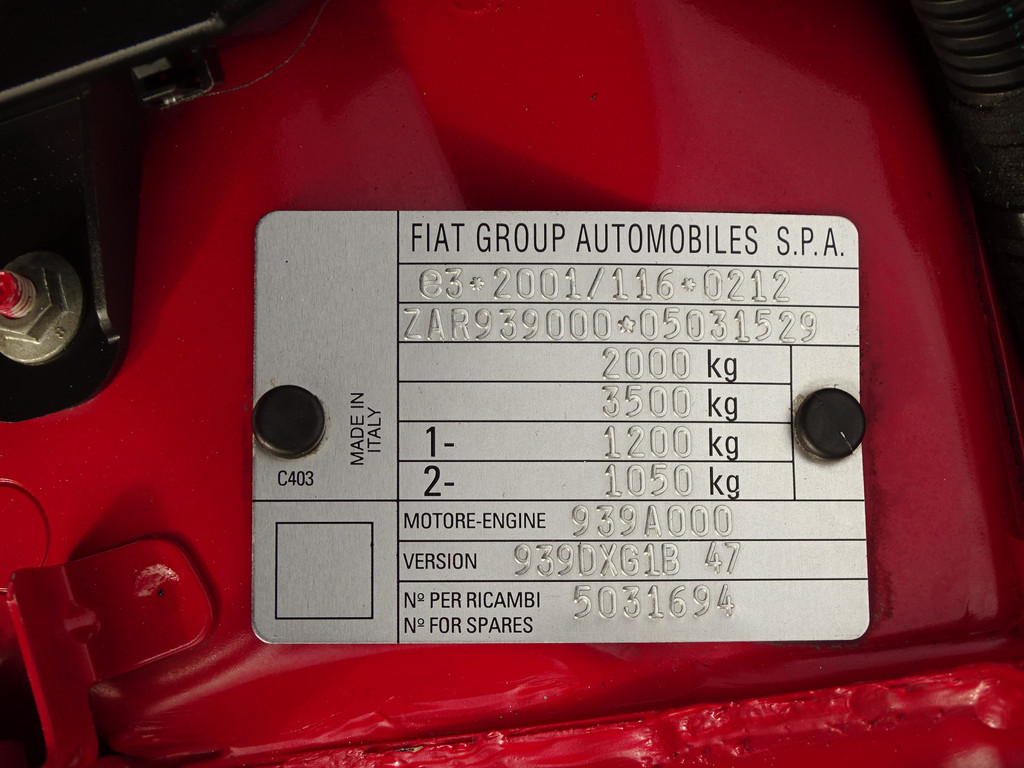 FIAT GROUP AUTOMOBILES S.P.A.
e3*2001/116*0212
ZAR939000*05031529
2000 kg
3500 kg
1- 1200 kg
2- 1050 kg
MADE IN
ITALY
C403
MOTORE-ENGINE 939A000
VERSION 939DXG1B 47
Nº PER RICAMBI 5031694
Nº FOR SPARES